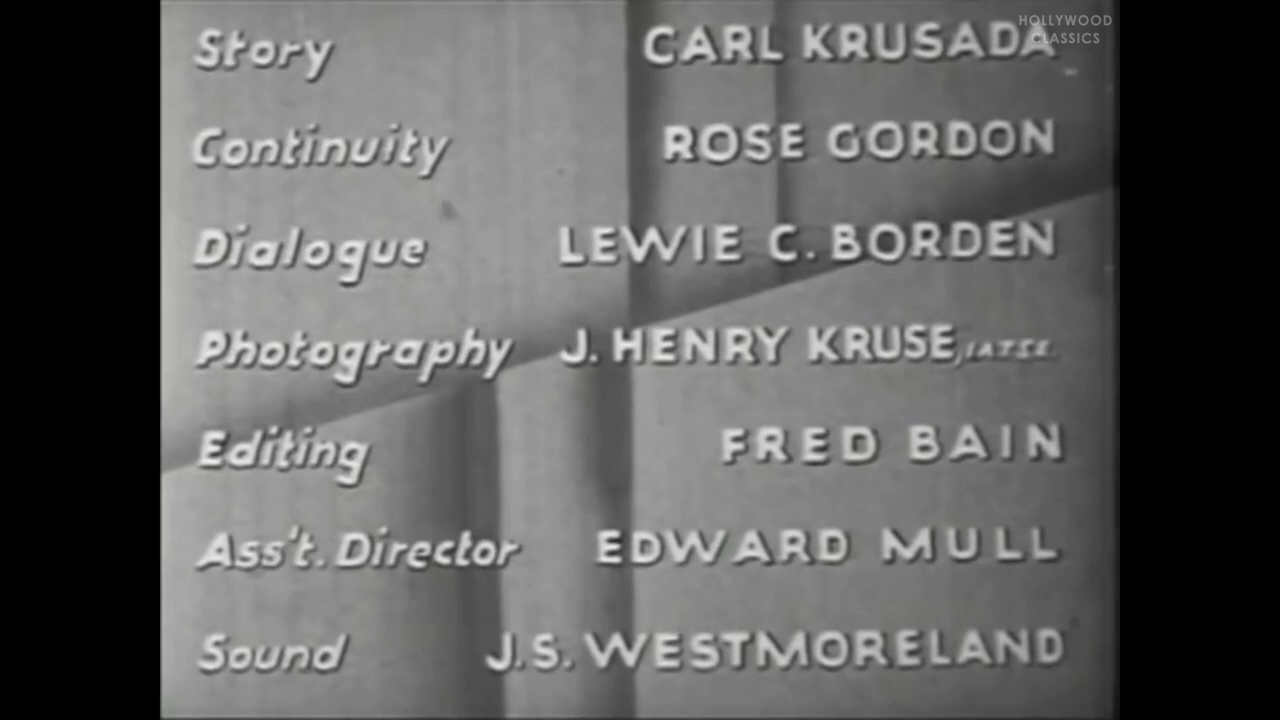 HOLLYWOOD
CLASSICS
Story CARL KRUSADA
Continuity ROSE GORDON
Dialogue LEWIE C. BORDEN
Photography J. HENRY KRUSE, I.A.T.S.E.
Editing FRED BAIN
Ass't. Director EDWARD MULL
Sound J.S. WESTMORELAND